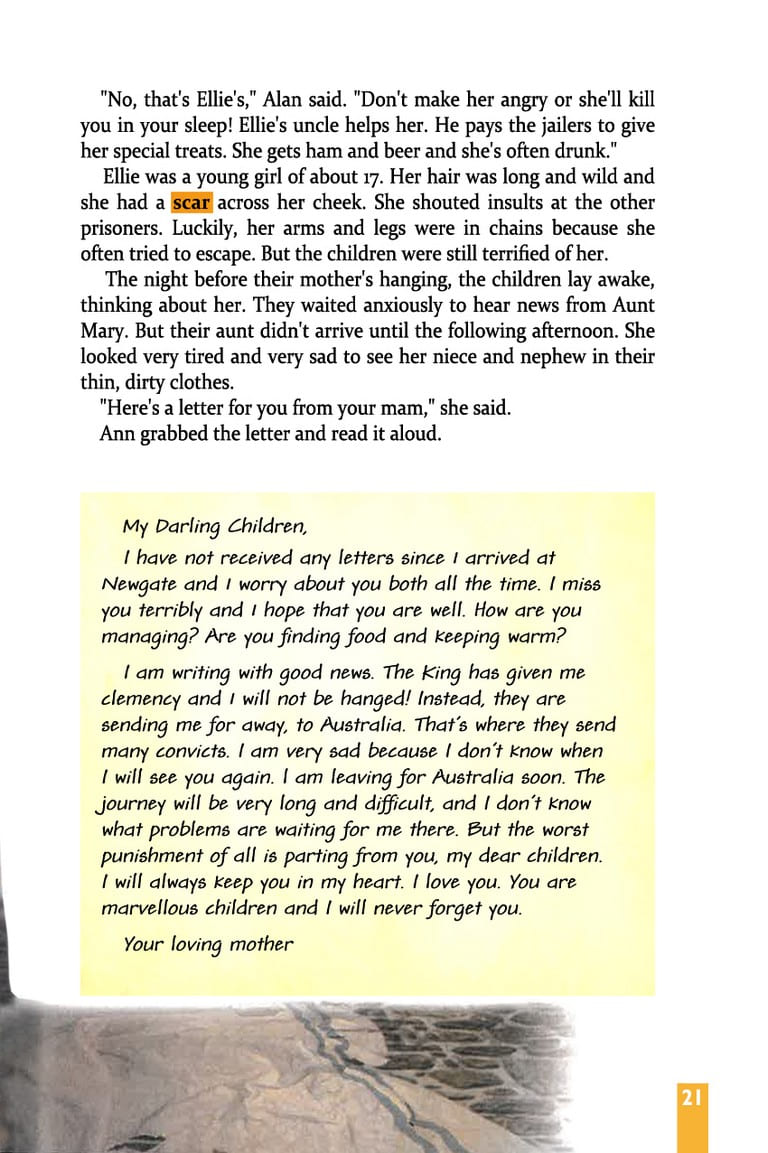 "No, that's Ellie's," Alan said. "Don't make her angry or she'll kill
you in your sleep! Ellie's uncle helps her. He pays the jailers to give
her special treats. She gets ham and beer and she's often drunk."
Ellie was a young girl of about 17. Her hair was long and wild and
she had a scar across her cheek. She shouted insults at the other
prisoners. Luckily, her arms and legs were in chains because she
often tried to escape. But the children were still terrified of her.
The night before their mother's hanging, the children lay awake,
thinking about her. They waited anxiously to hear news from Aunt
Mary. But their aunt didn't arrive until the following afternoon. She
looked very tired and very sad to see her niece and nephew in their
thin, dirty clothes.
"Here's a letter for you from your mam," she said.
Ann grabbed the letter and read it aloud.
My Darling Children,
I have not received any letters since I arrived at
Newgate and I worry about you both all the time. I miss
you terribly and I hope that you are well. How are you
managing? Are you finding food and keeping warm?
I am writing with good news. The King has given me
clemency and I will not be hanged! Instead, they are
sending me for away, to Australia. That's where they send
many convicts. I am very sad because I don't know when
I will see you again. I am leaving for Australia soon. The
journey will be very long and difficult, and I don't know
what problems are waiting for me there. But the worst
punishment of all is parting from you, my dear children.
I will always keep you in my heart. I love you. You are
marvellous children and I will never forget you.
Your loving mother
21